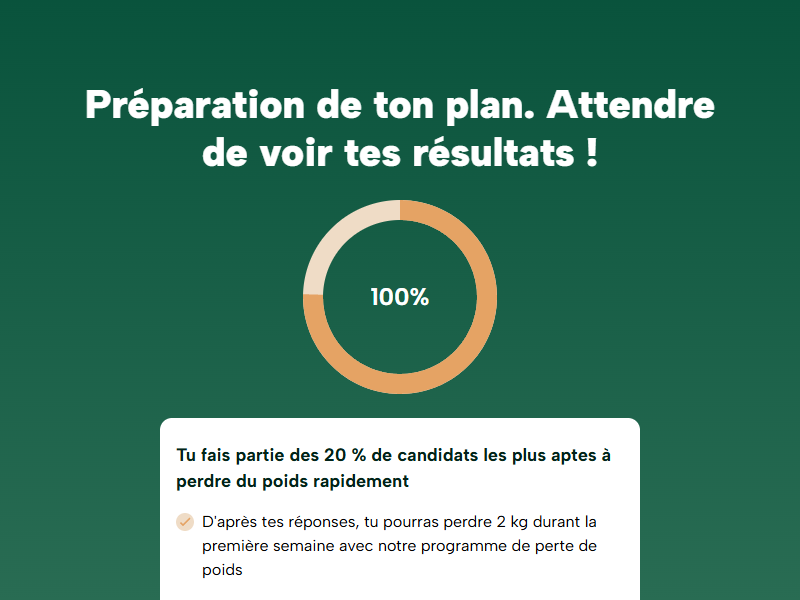 Préparation de ton plan. Attendre
de voir tes résultats !
100%
Tu fais partie des 20 % de candidats les plus aptes à
perdre du poids rapidement
D'après tes réponses, tu pourras perdre 2 kg durant la
première semaine avec notre programme de perte de
poids